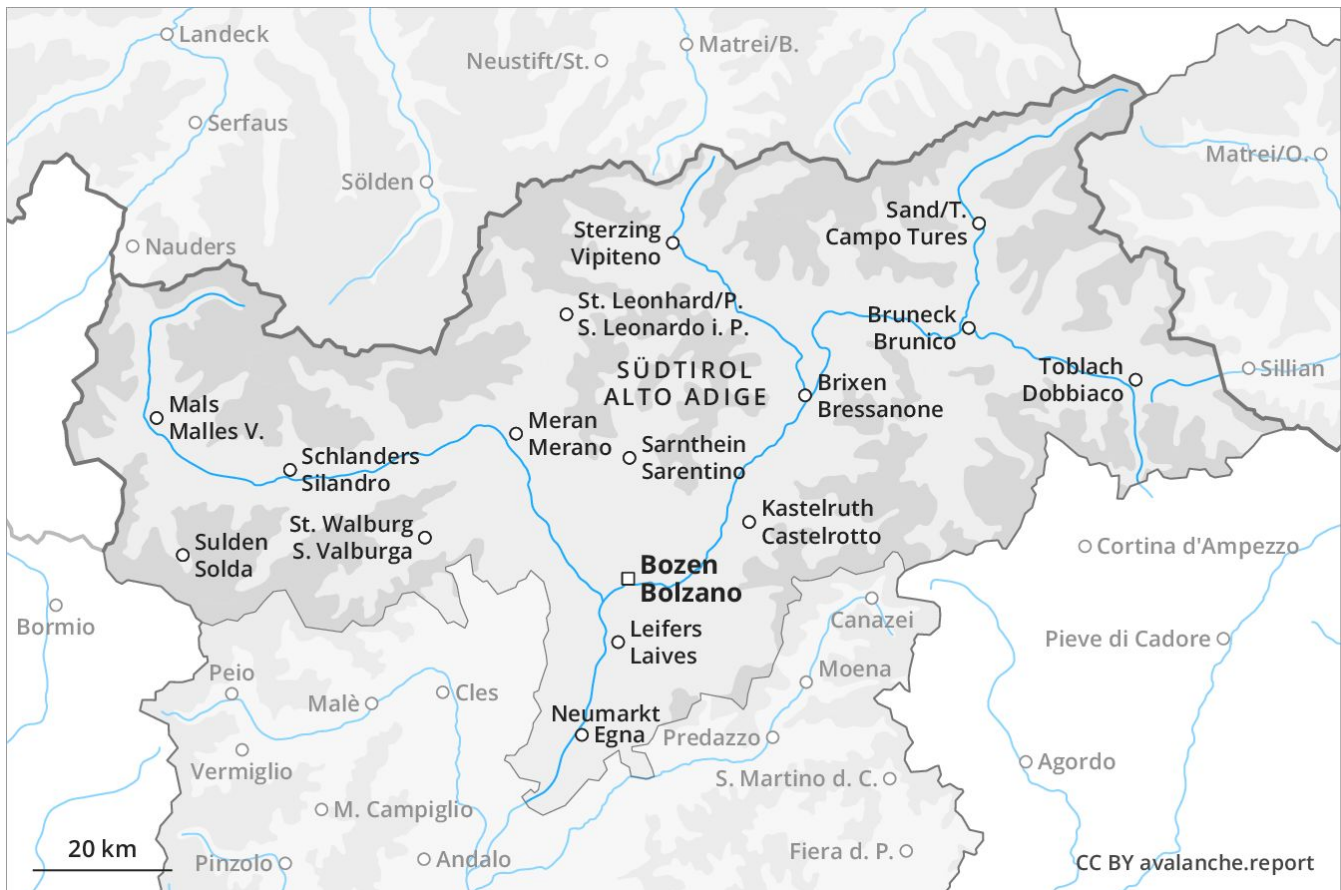 Landeck
Matrei/B.
Neustift/St.
Serfaus
Matrei/O.
Sölden
Sand/T.
Campo Tures
Sterzing
Vipiteno
Nauders
St. Leonhard/P.
S. Leonardo i. P.
Bruneck
Brunico
SÜDTIROL
ALTO ADIGE
Toblach
Dobbiaco
Sillian
Brixen
Bressanone
Mals
Malles V.
Meran
Merano
Sarnthein
Sarentino
Schlanders
Silandro
Kastelruth
Castelrotto
St. Walburg
S. Valburga
Sulden
Solda
Cortina d'Ampezzo
Bozen
Bolzano
Bormio
Canazei
Leifers
Laives
Pieve di Cadore
Peio
Moena
Malè
Cles
Neumarkt
Egna
Predazzo
Vermiglio
Agordo
S. Martino d. C.
M. Campiglio
20 km
Pinzolo
Andalo
Fiera d. P.
CC BY avalanche.report